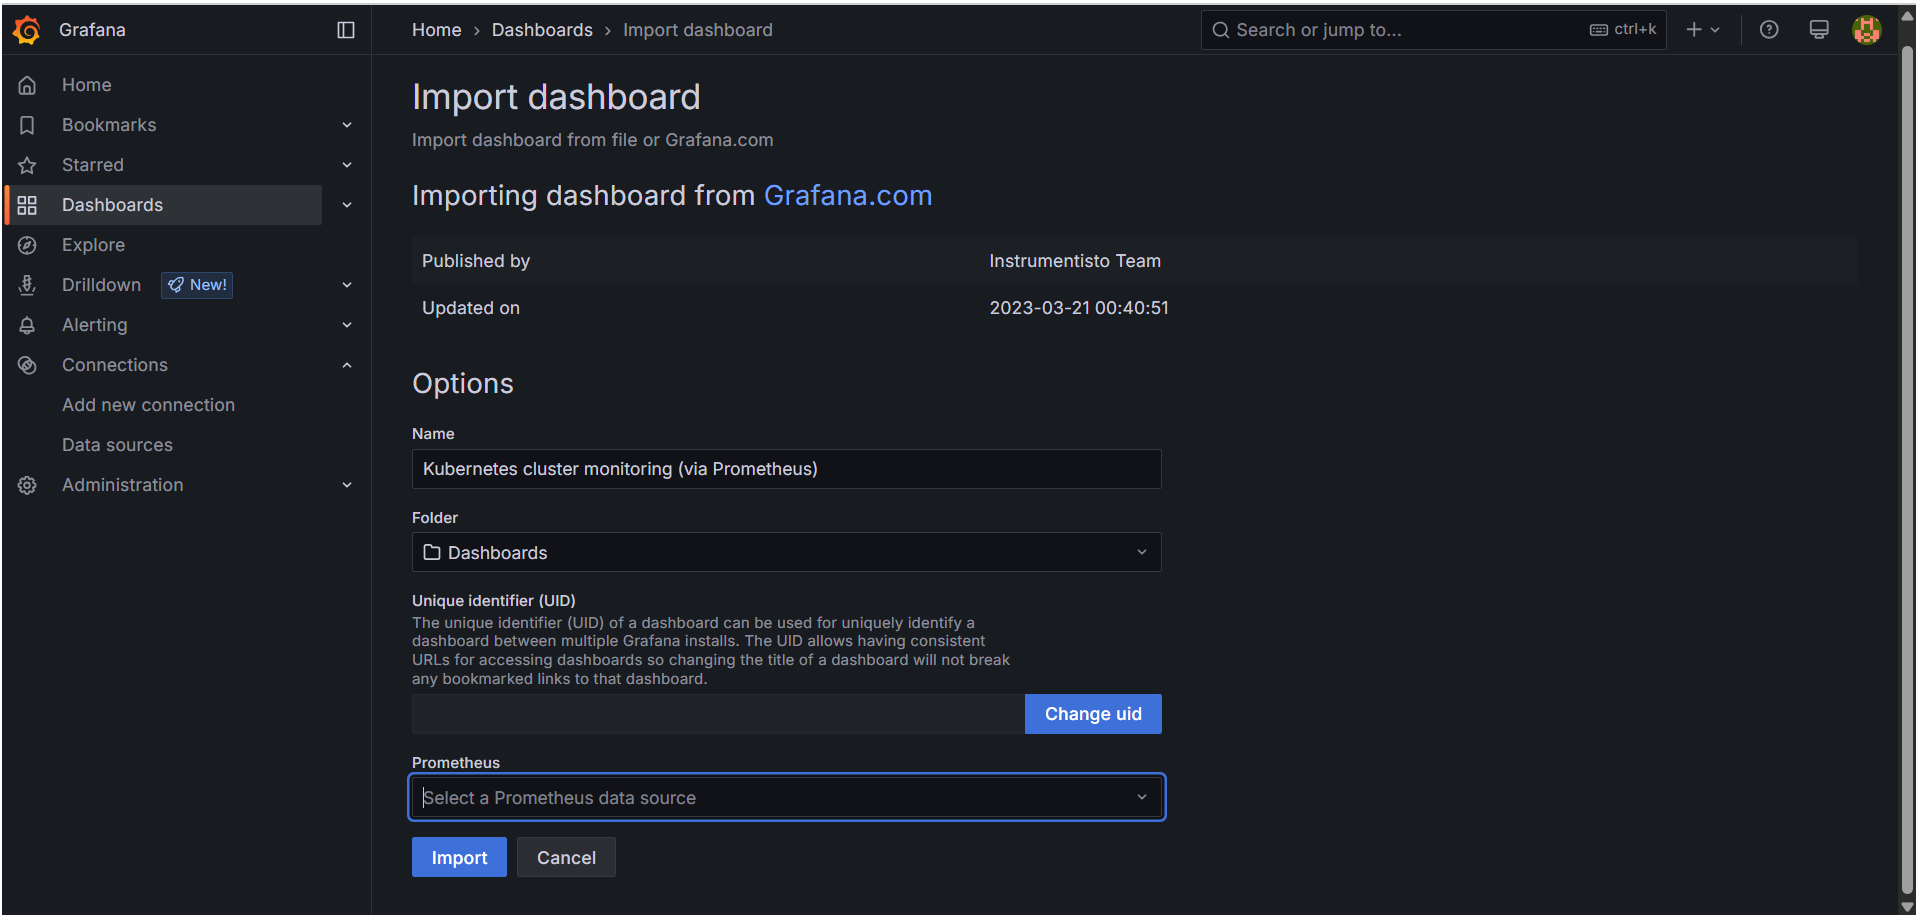 Grafana
Home › Dashboards › Import dashboard
Search or jump to...
ctrl+k
Home
Bookmarks
Starred
Dashboards
Explore
Drilldown New!
Alerting
Connections
Add new connection
Data sources
Administration
Import dashboard
Import dashboard from file or Grafana.com
Importing dashboard from Grafana.com
Published by Instrumentisto Team
Updated on 2023-03-21 00:40:51
Options
Name
Kubernetes cluster monitoring (via Prometheus)
Folder
Dashboards
Unique identifier (UID)
The unique identifier (UID) of a dashboard can be used for uniquely identify a
dashboard between multiple Grafana installs. The UID allows having consistent
URLs for accessing dashboards so changing the title of a dashboard will not break
any bookmarked links to that dashboard.
Change uid
Prometheus
Select a Prometheus data source
Import
Cancel